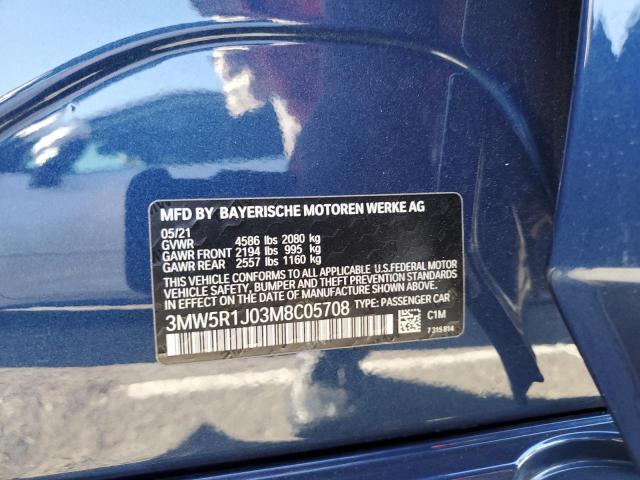 MFD BY BAYERISCHE MOTOREN WERKE AG
05/21
GVWR 4586 lbs 2080 kg
GAWR FRONT 2194 lbs 995 kg
GAWR REAR 2557 lbs 1160 kg
THIS VEHICLE CONFORMS TO ALL APPLICABLE U.S.FEDERAL MOTOR
VEHICLE SAFETY, BUMPER AND THEFT PREVENTION STANDARDS
IN EFFECT ON THE DATE OF MANUFACTURE SHOWN ABOVE.
3MW5R1J03M8C05708 TYPE: PASSENGER CAR
C1M
7 315 814